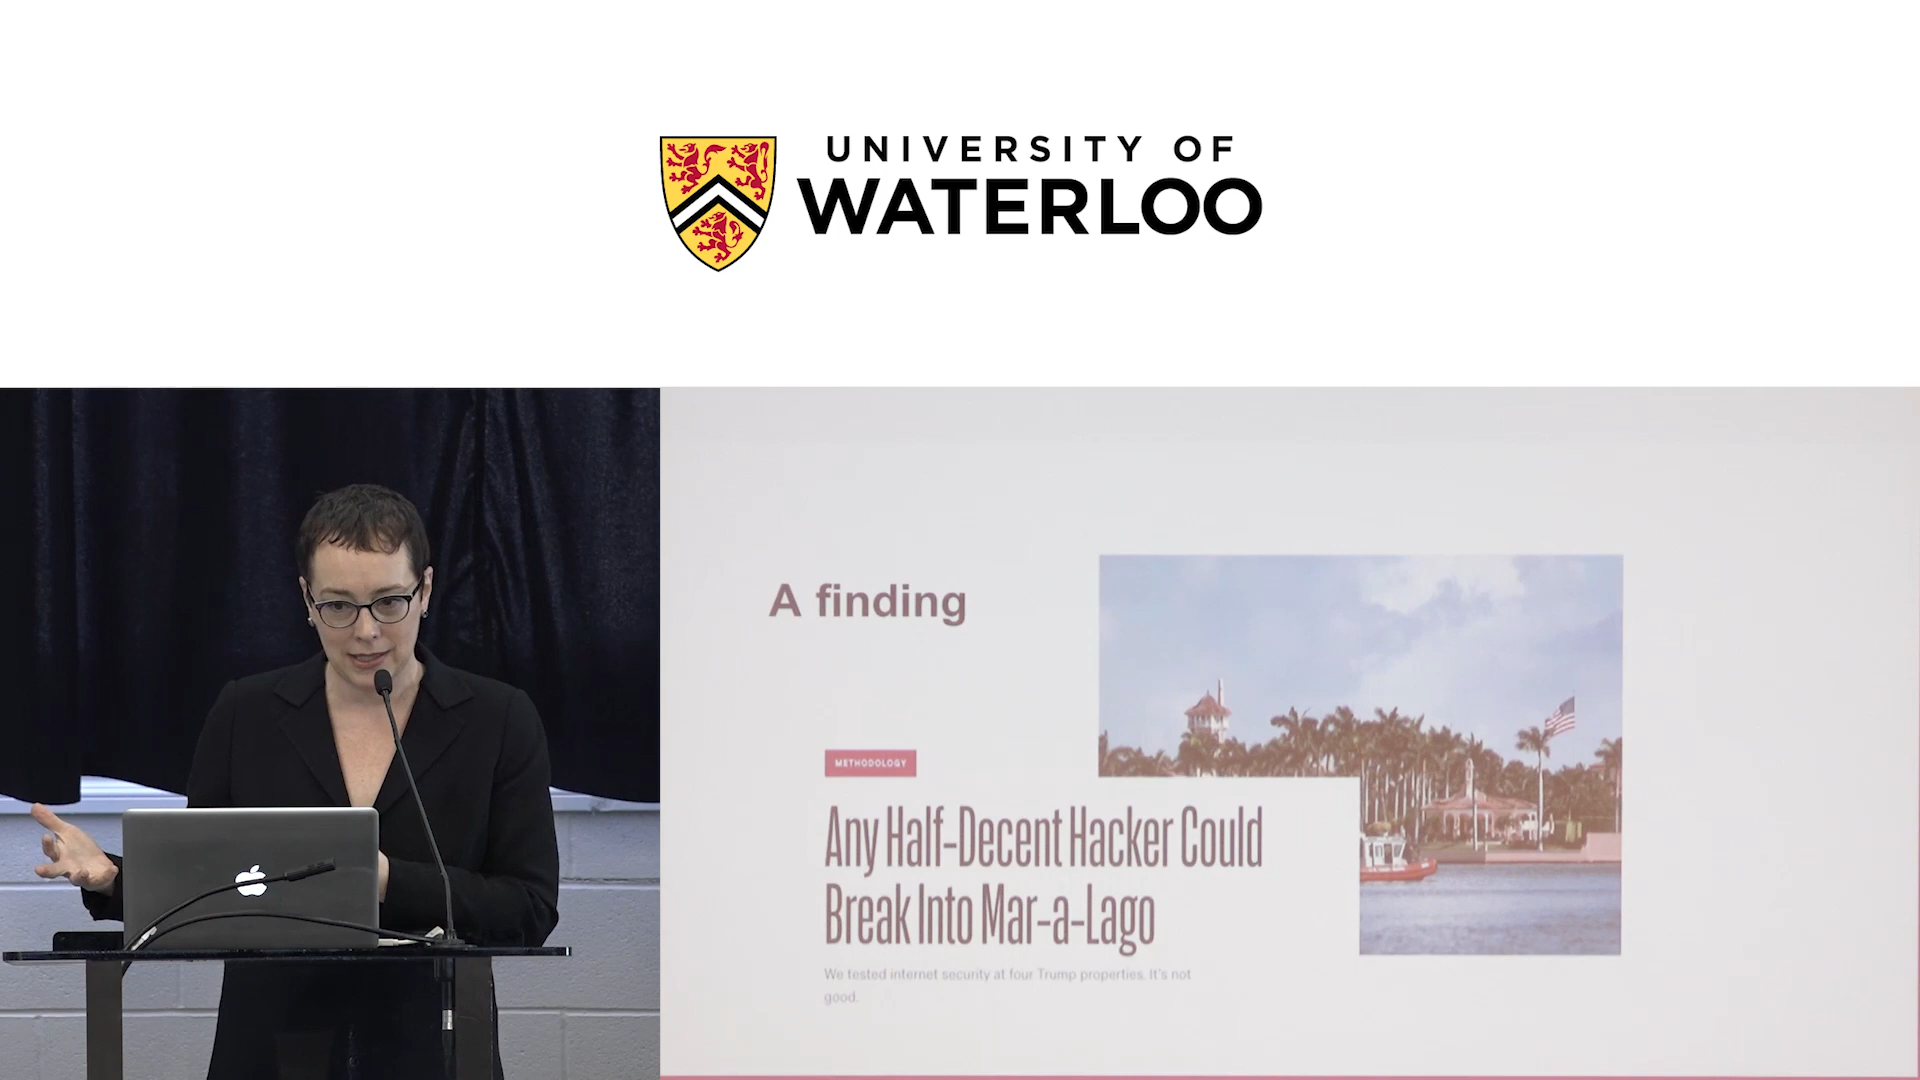 UNIVERSITY OF
WATERLOO
A finding
METHODOLOGY
Any Half-Decent Hacker Could
Break Into Mar-a-Lago
We tested internet security at four Trump properties. It's not
good.